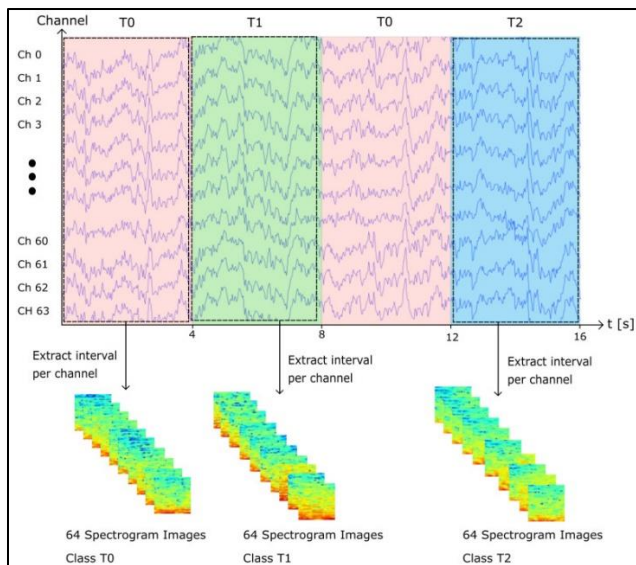 Channel T0 T1 T0 T2
Ch 0
Ch 1
Ch 2
Ch 3
Ch 60
Ch 61
Ch 62
CH 63
4 8 12 16 t [s]
Extract interval
per channel
Extract interval
per channel
Extract interval
per channel
64 Spectrogram Images
Class T0
64 Spectrogram Images
Class T1
64 Spectrogram Images
Class T2